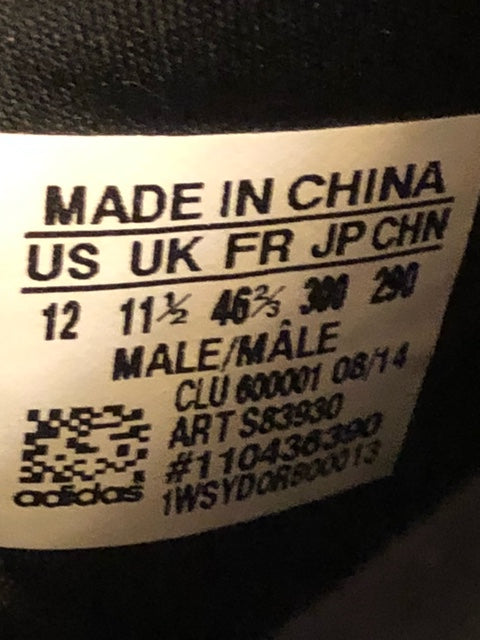 MADE IN CHINA
US UK FR JP CHN
12 11½ 46⅔ 300 290
MALE/MÂLE
CLU 600001 08/14
ART S83930
#110436390
1WSYD0R900013
adidas